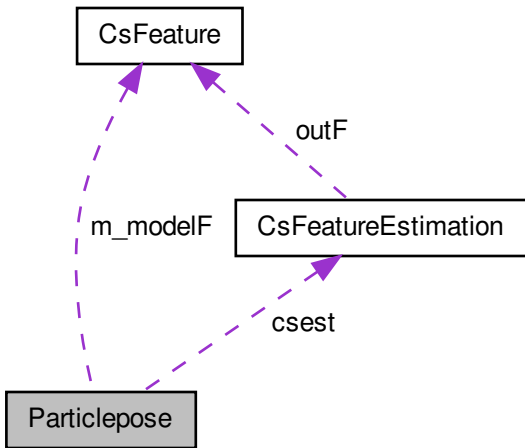 CsFeature
outF
m_modelF
CsFeatureEstimation
csest
Particlepose